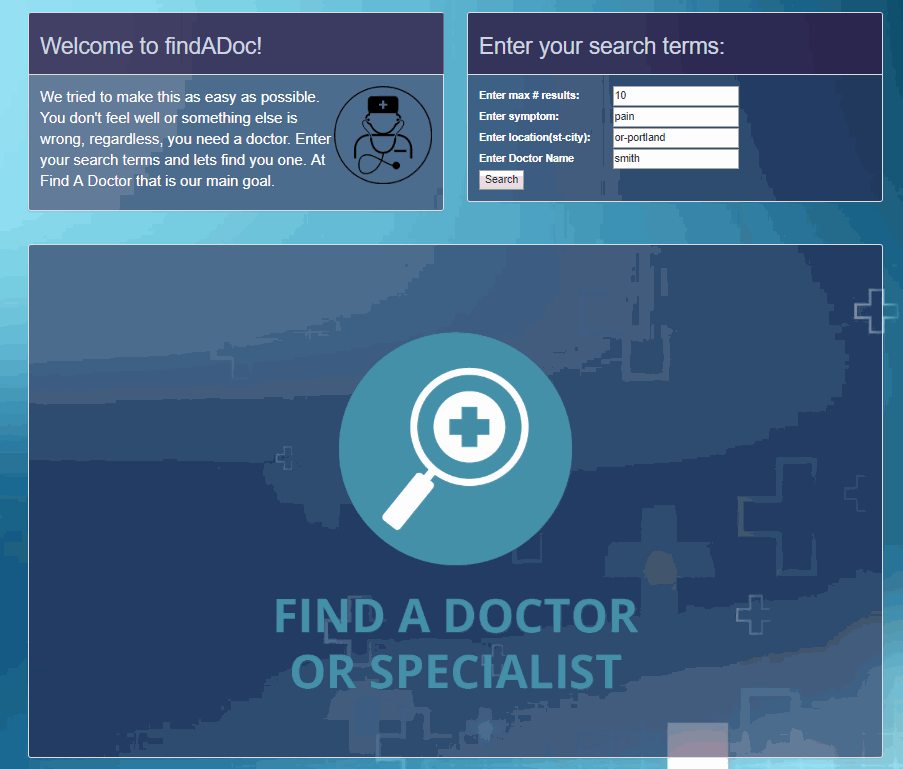 Welcome to findADoc!
We tried to make this as easy as possible.
You don't feel well or something else is
wrong, regardless, you need a doctor. Enter
your search terms and lets find you one. At
Find A Doctor that is our main goal.
Enter your search terms:
Enter max # results: 10
Enter symptom: pain
Enter location(st-city): or-portland
Enter Doctor Name smith
Search
FIND A DOCTOR
OR SPECIALIST